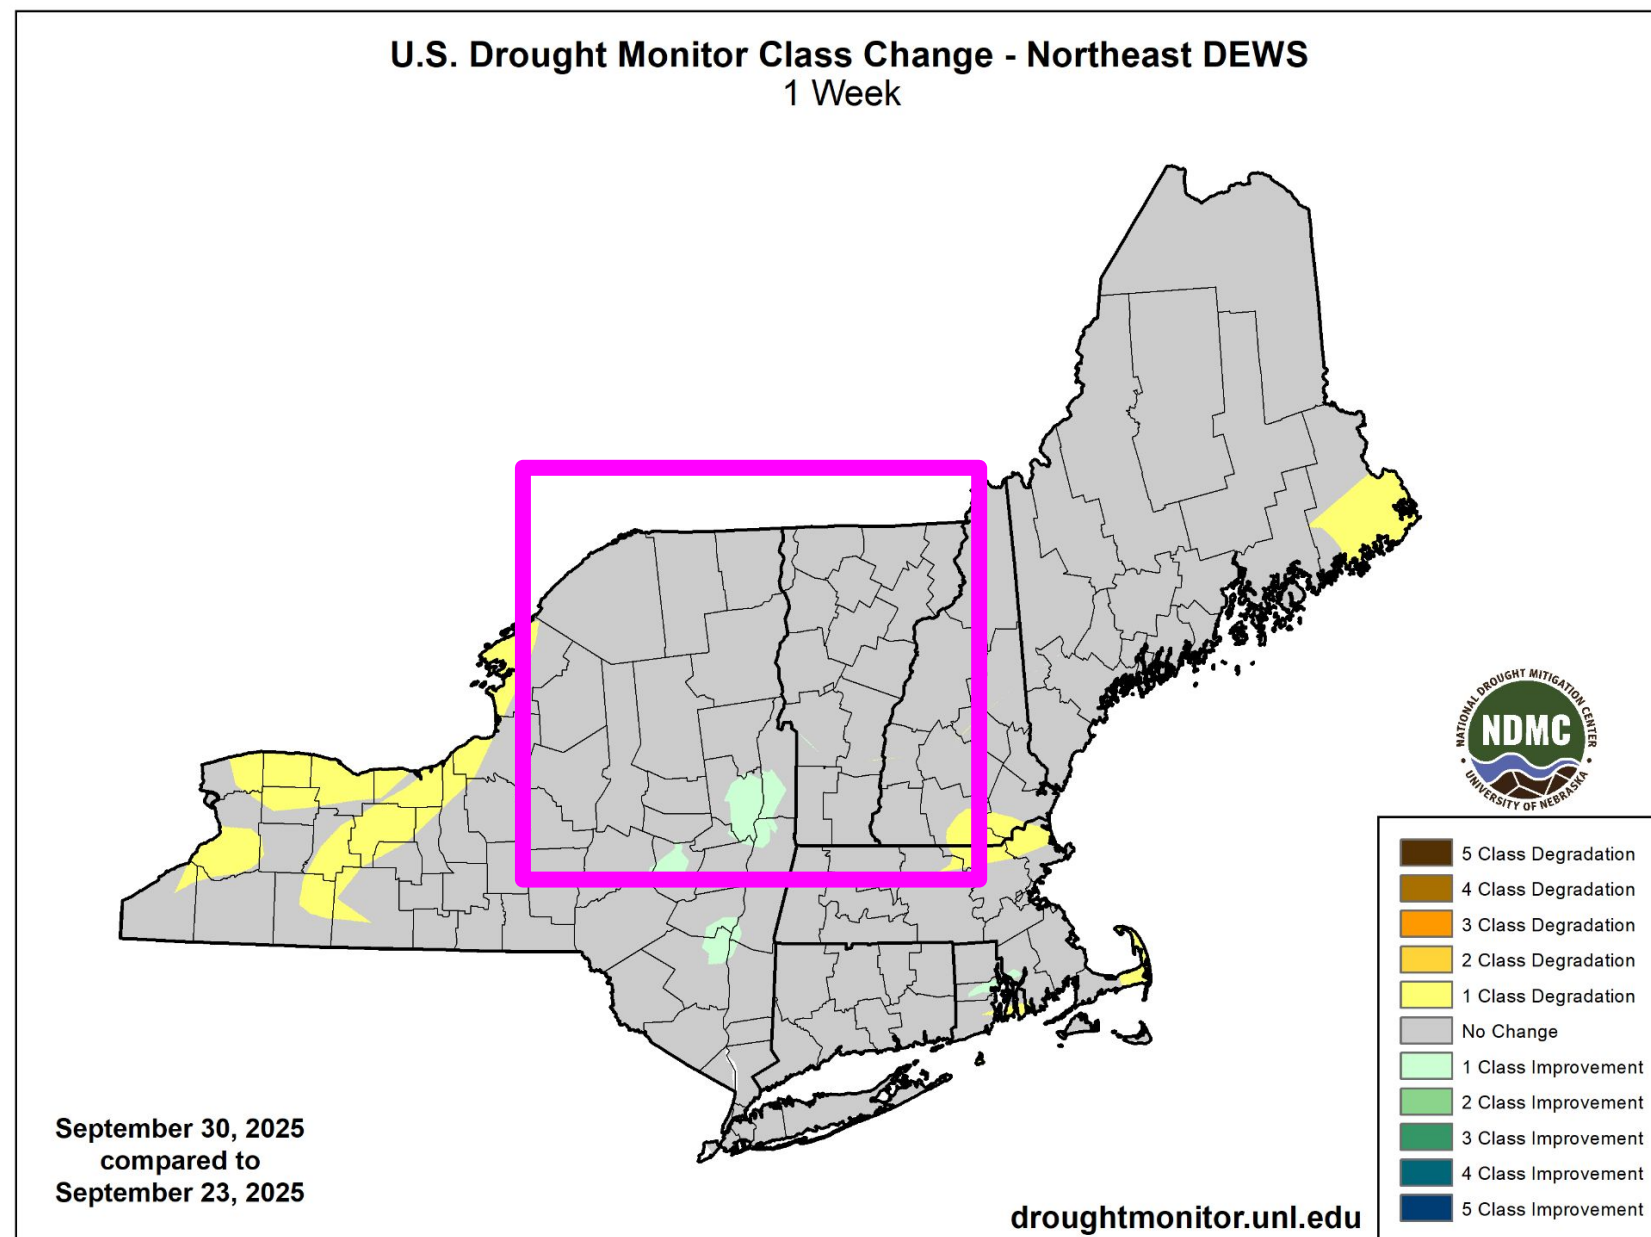 U.S. Drought Monitor Class Change - Northeast DEWS
1 Week
NATIONAL DROUGHT MITIGATION CENTER
NDMC
UNIVERSITY OF NEBRASKA
5 Class Degradation
4 Class Degradation
3 Class Degradation
2 Class Degradation
1 Class Degradation
No Change
1 Class Improvement
2 Class Improvement
3 Class Improvement
4 Class Improvement
5 Class Improvement
September 30, 2025
compared to
September 23, 2025
droughtmonitor.unl.edu